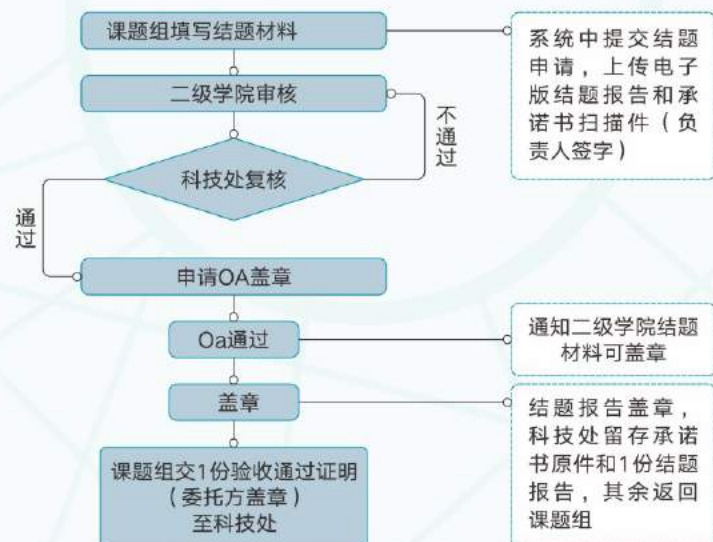 课题组填写结题材料
系统中提交结题
申请，上传电子
版结题报告和承
诺书扫描件（负
责人签字）
二级学院审核
不通过
科技处复核
通过
申请OA盖章
Oa通过
通知二级学院结题
材料可盖章
盖章
结题报告盖章，
科技处留存承诺
书原件和1份结题
报告，其余返回
课题组
课题组交1份验收通过证明
（委托方盖章）
至科技处